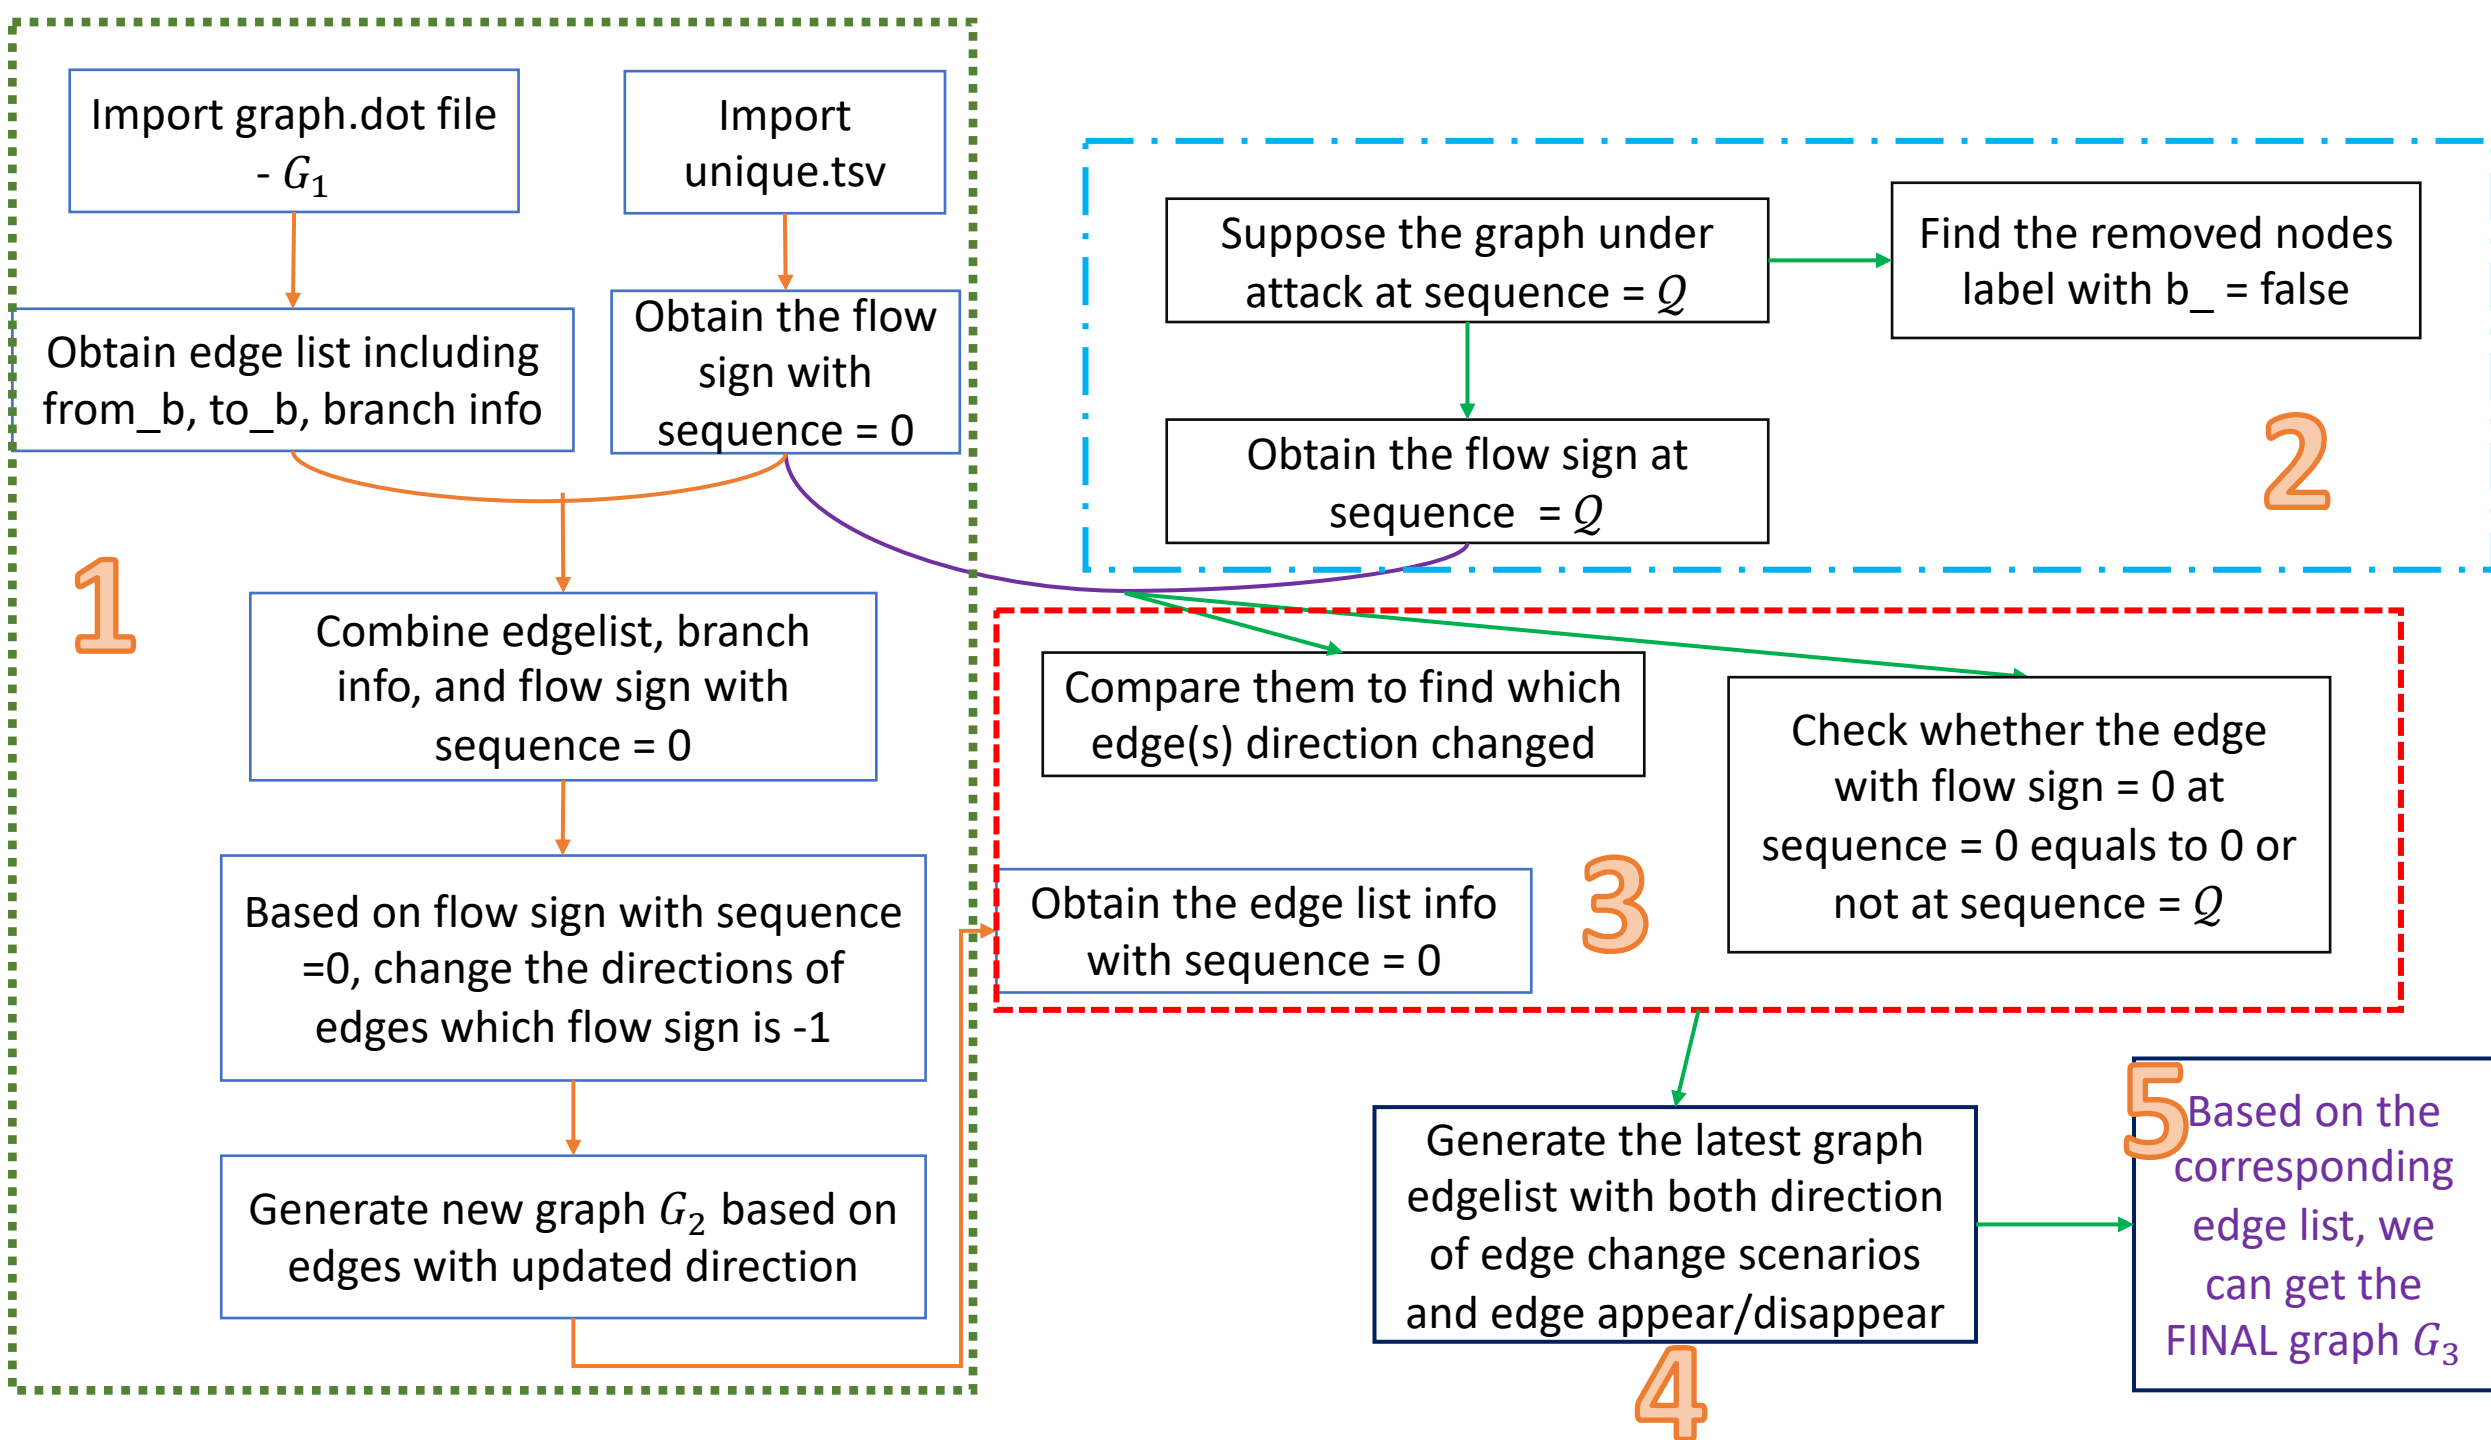 Import graph.dot file
- G₁
Import
unique.tsv
Obtain edge list including
from_b, to_b, branch info
Obtain the flow
sign with
sequence = 0
1
Combine edgelist, branch
info, and flow sign with
sequence = 0
Based on flow sign with sequence
=0, change the directions of
edges which flow sign is -1
Generate new graph G₂ based on
edges with updated direction
Suppose the graph under
attack at sequence = Q
Find the removed nodes
label with b_ = false
Obtain the flow sign at
sequence = Q
2
Compare them to find which
edge(s) direction changed
Check whether the edge
with flow sign = 0 at
sequence = 0 equals to 0 or
not at sequence = Q
Obtain the edge list info
with sequence = 0
3
Generate the latest graph
edgelist with both direction
of edge change scenarios
and edge appear/disappear
4
5
Based on the
corresponding
edge list, we
can get the
FINAL graph G₃